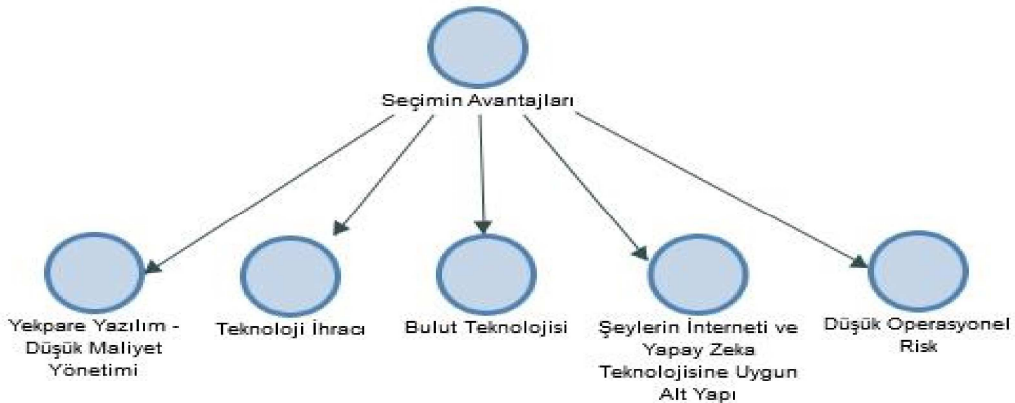 Seçimin Avantajları
Yekpare Yazılım -
Düşük Maliyet
Yönetimi
Teknoloji İhracı
Bulut Teknolojisi
Şeylerin İnterneti ve
Yapay Zeka
Teknolojisine Uygun
Alt Yapı
Düşük Operasyonel
Risk